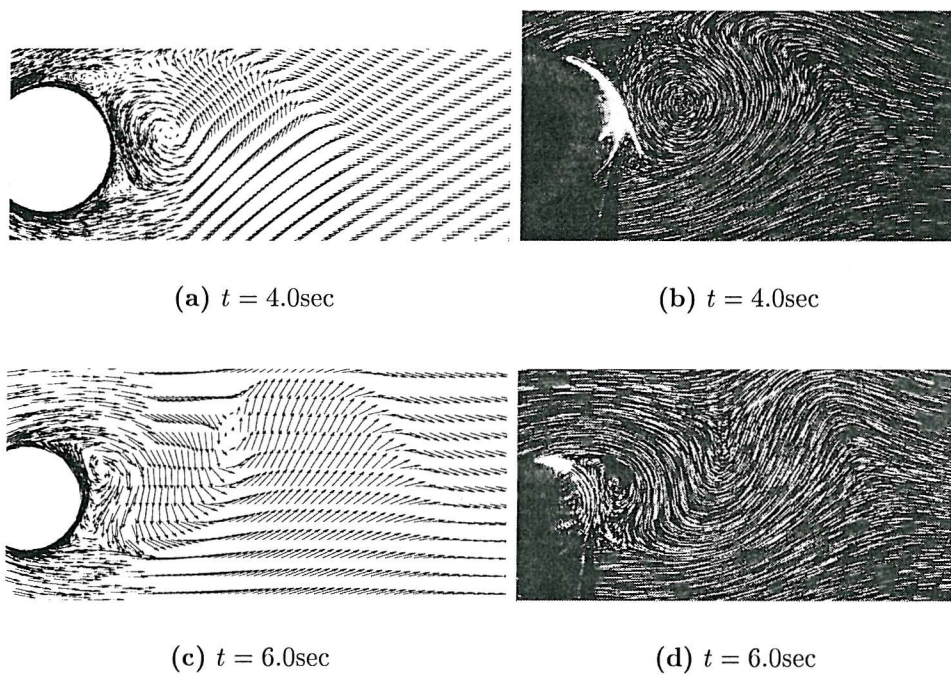 (a) t = 4.0sec
(b) t = 4.0sec
(c) t = 6.0sec
(d) t = 6.0sec